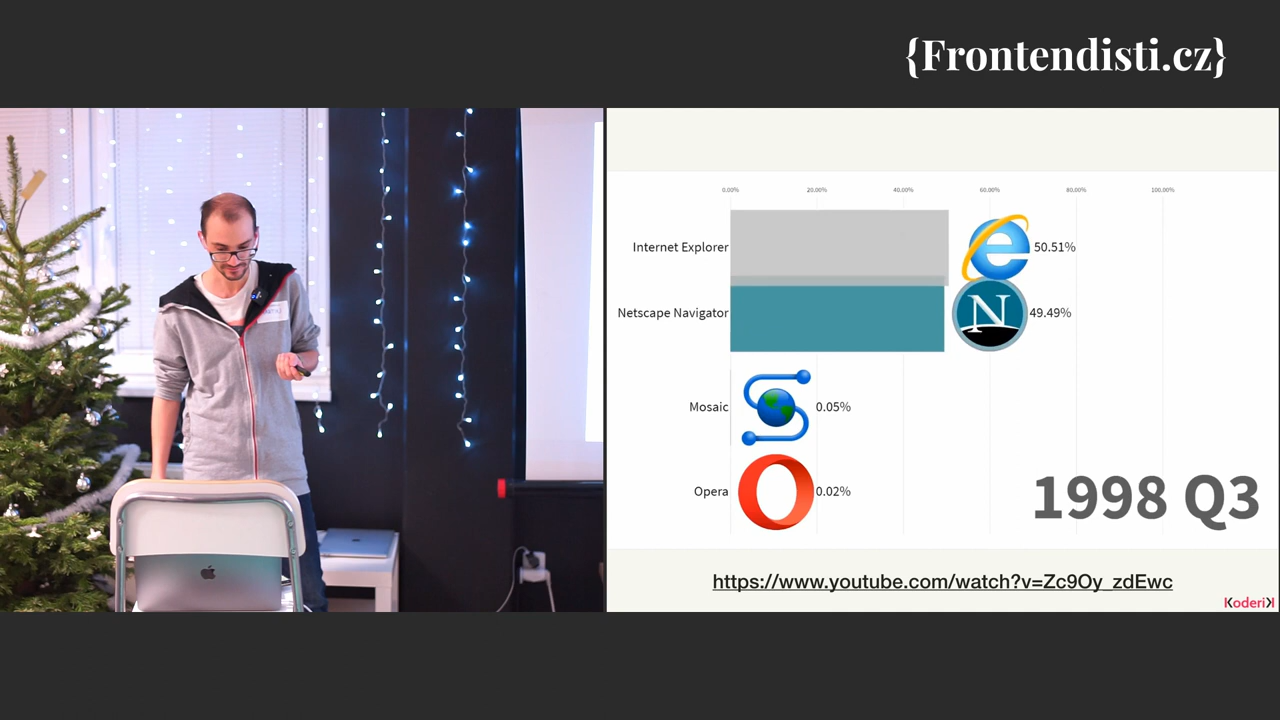 {Frontendisti.cz}
0.00% 20.00% 40.00% 60.00% 80.00% 100.00%
Internet Explorer 50.51%
Netscape Navigator N 49.49%
Mosaic 0.05%
Opera 0.02%
1998 Q3
https://www.youtube.com/watch?v=Zc9Oy_zdEwc
Koderik